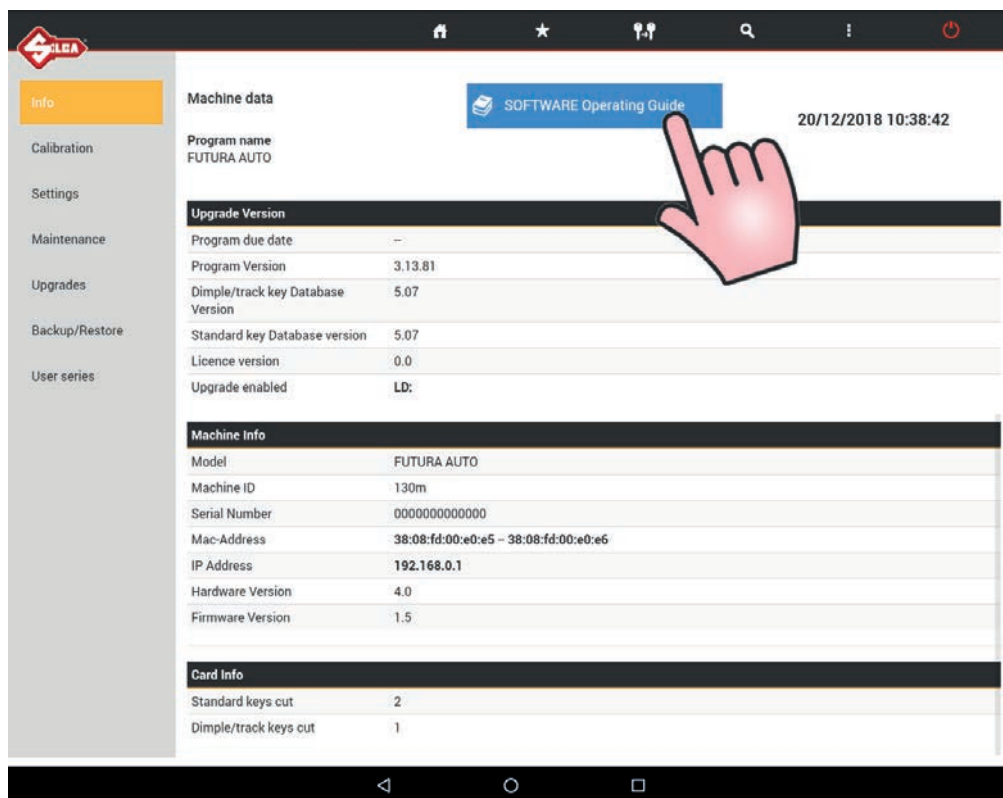 SILCA
Info
Calibration
Settings
Maintenance
Upgrades
Backup/Restore
User series
Machine data
SOFTWARE Operating Guide
20/12/2018 10:38:42
Program name
FUTURA AUTO
Upgrade Version
Program due date --
Program Version 3.13.81
Dimple/track key Database 5.07
Version
Standard key Database version 5.07
Licence version 0.0
Upgrade enabled LD:
Machine Info
Model FUTURA AUTO
Machine ID 130m
Serial Number 0000000000000
Mac-Address 38:08:fd:00:e0:e5 – 38:08:fd:00:e0:e6
IP Address 192.168.0.1
Hardware Version 4.0
Firmware Version 1.5
Card Info
Standard keys cut 2
Dimple/track keys cut 1